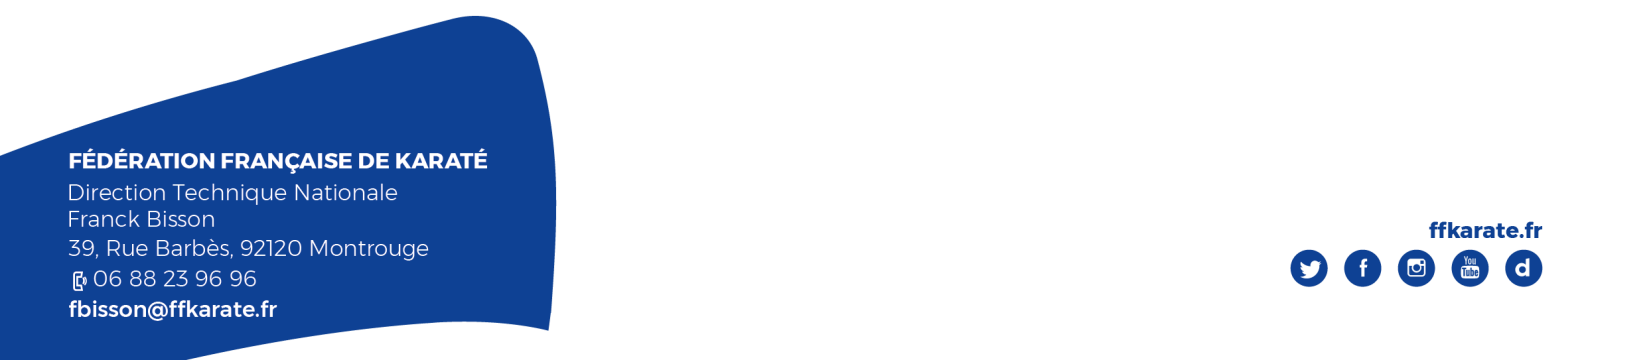 FÉDÉRATION FRANÇAISE DE KARATÉ
Direction Technique Nationale
Franck Bisson
39, Rue Barbès, 92120 Montrouge
06 88 23 96 96
fbisson@ffkarate.fr
ffkarate.fr
You
Tube